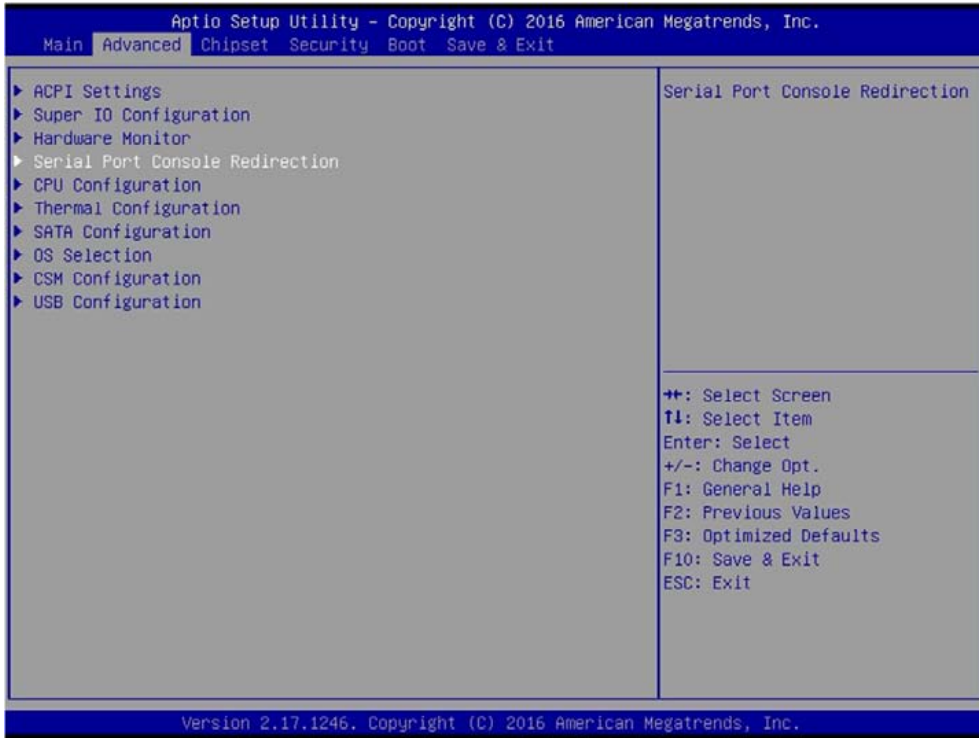 Aptio Setup Utility – Copyright (C) 2016 American Megatrends, Inc.
Main Advanced Chipset Security Boot Save & Exit
▶ ACPI Settings
▶ Super IO Configuration
▶ Hardware Monitor
▶ Serial Port Console Redirection
▶ CPU Configuration
▶ Thermal Configuration
▶ SATA Configuration
▶ OS Selection
▶ CSM Configuration
▶ USB Configuration
Serial Port Console Redirection
→←: Select Screen
↑↓: Select Item
Enter: Select
+/-: Change Opt.
F1: General Help
F2: Previous Values
F3: Optimized Defaults
F10: Save & Exit
ESC: Exit
Version 2.17.1246. Copyright (C) 2016 American Megatrends, Inc.